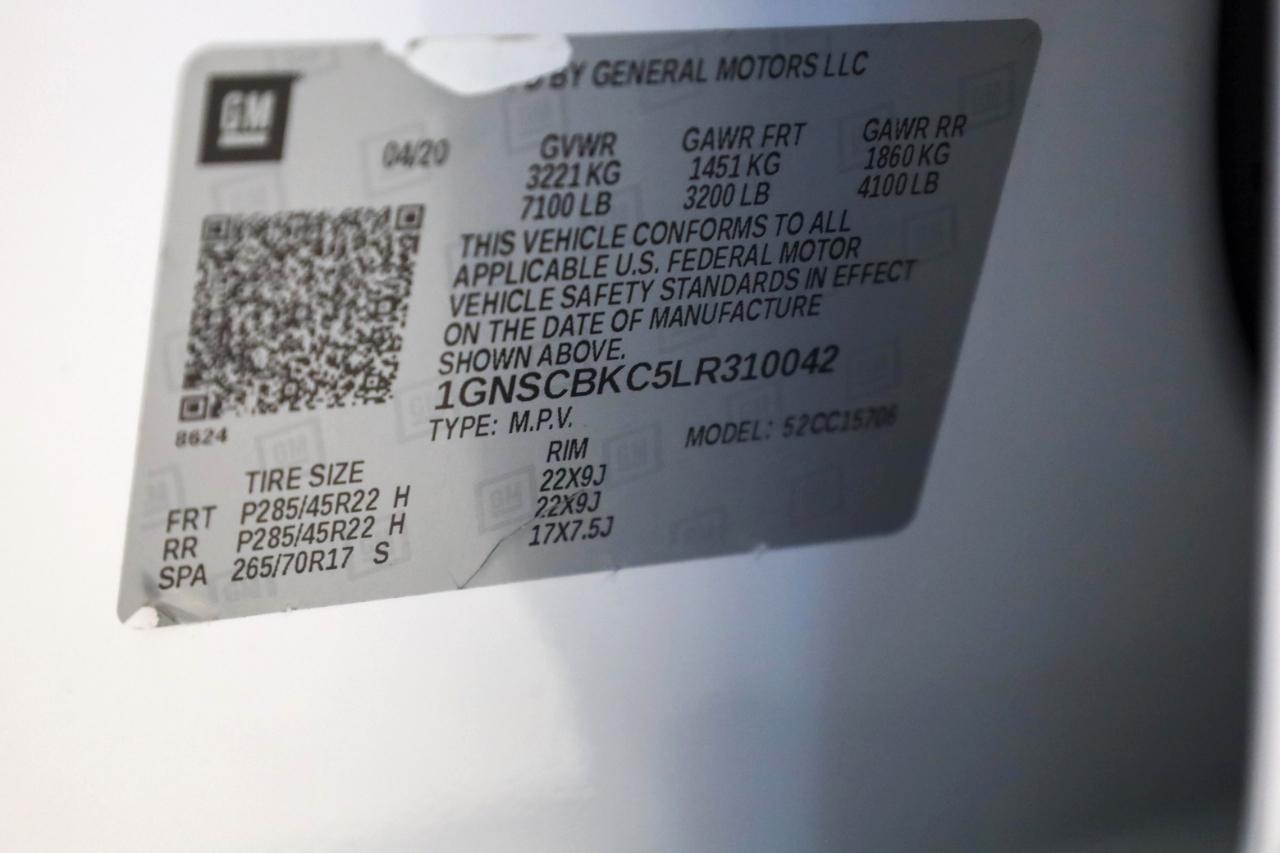 GM
BY GENERAL MOTORS LLC
04/20
GVWR GAWR FRT GAWR RR
3221 KG 1451 KG 1860 KG
7100 LB 3200 LB 4100 LB
THIS VEHICLE CONFORMS TO ALL
APPLICABLE U.S. FEDERAL MOTOR
VEHICLE SAFETY STANDARDS IN EFFECT
ON THE DATE OF MANUFACTURE
SHOWN ABOVE.
1GNSCBKC5LR310042
8624
TYPE: M.P.V. MODEL: 52CC15706
TIRE SIZE RIM
FRT P285/45R22 H 22X9J
RR P285/45R22 H 22X9J
SPA 265/70R17 S 17X7.5J